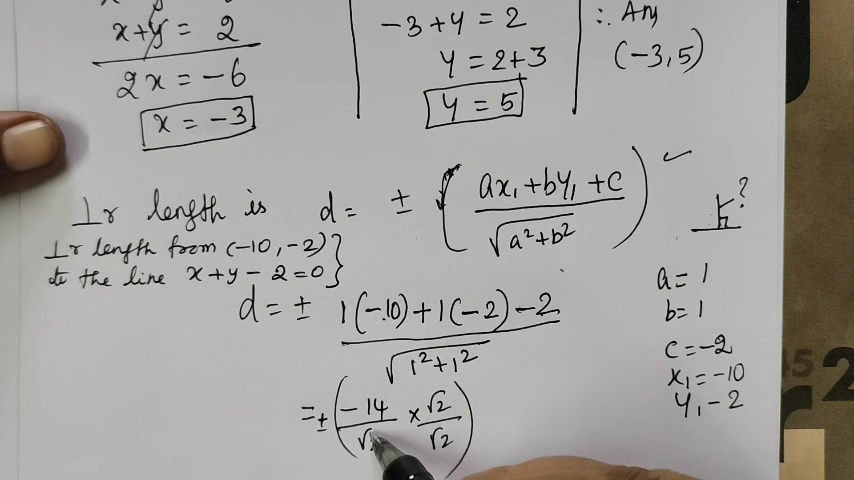 x+y = 2
2x = -6
x = -3
-3+y = 2
y = 2+3
y = 5
∴ Ans
(-3, 5)
⊥r length is d = ± ( ax₁ + by₁ + c / √a²+b² ) ✓
?
⊥r length from (-10, -2) }
to the line x+y-2=0 }
d = ± 1(-10)+1(-2)-2 / √1²+1²
= ± ( -14 / √ × √2 / √2 )
a = 1
b = 1
c = -2
x₁ = -10
y₁ - 2